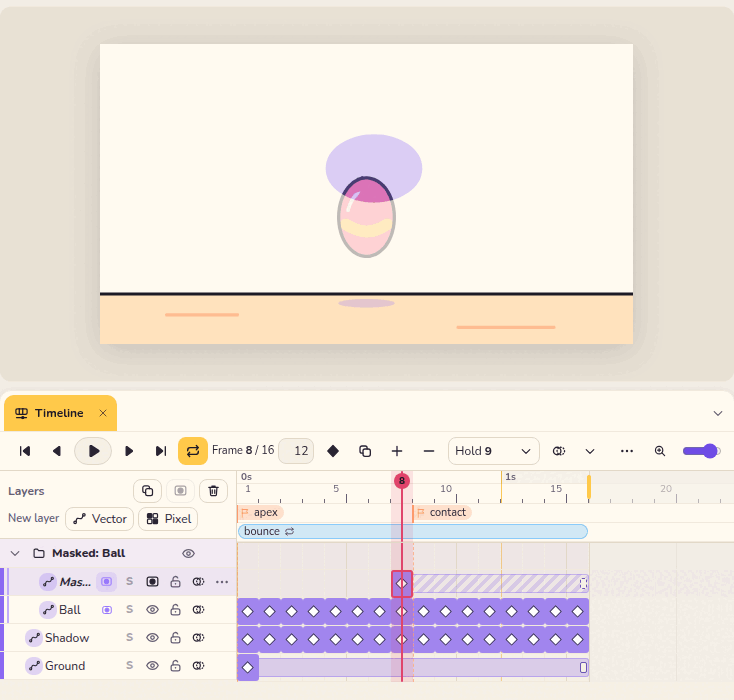 Timeline
Frame 8 / 16 12 Hold 9
Layers
New layer Vector Pixel
0s 1s
1 5 8 10 15 20
apex contact
bounce
Masked: Ball
Mas... S
Ball S
Shadow S
Ground S